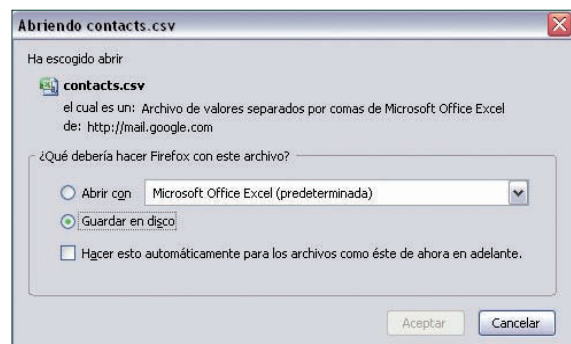 Abriendo contacts.csv
Ha escogido abrir
contacts.csv
el cual es un: Archivo de valores separados por comas de Microsoft Office Excel
de: http://mail.google.com
¿Qué debería hacer Firefox con este archivo?
Abrir con Microsoft Office Excel (predeterminada)
Guardar en disco
Hacer esto automáticamente para los archivos como éste de ahora en adelante.
Aceptar Cancelar